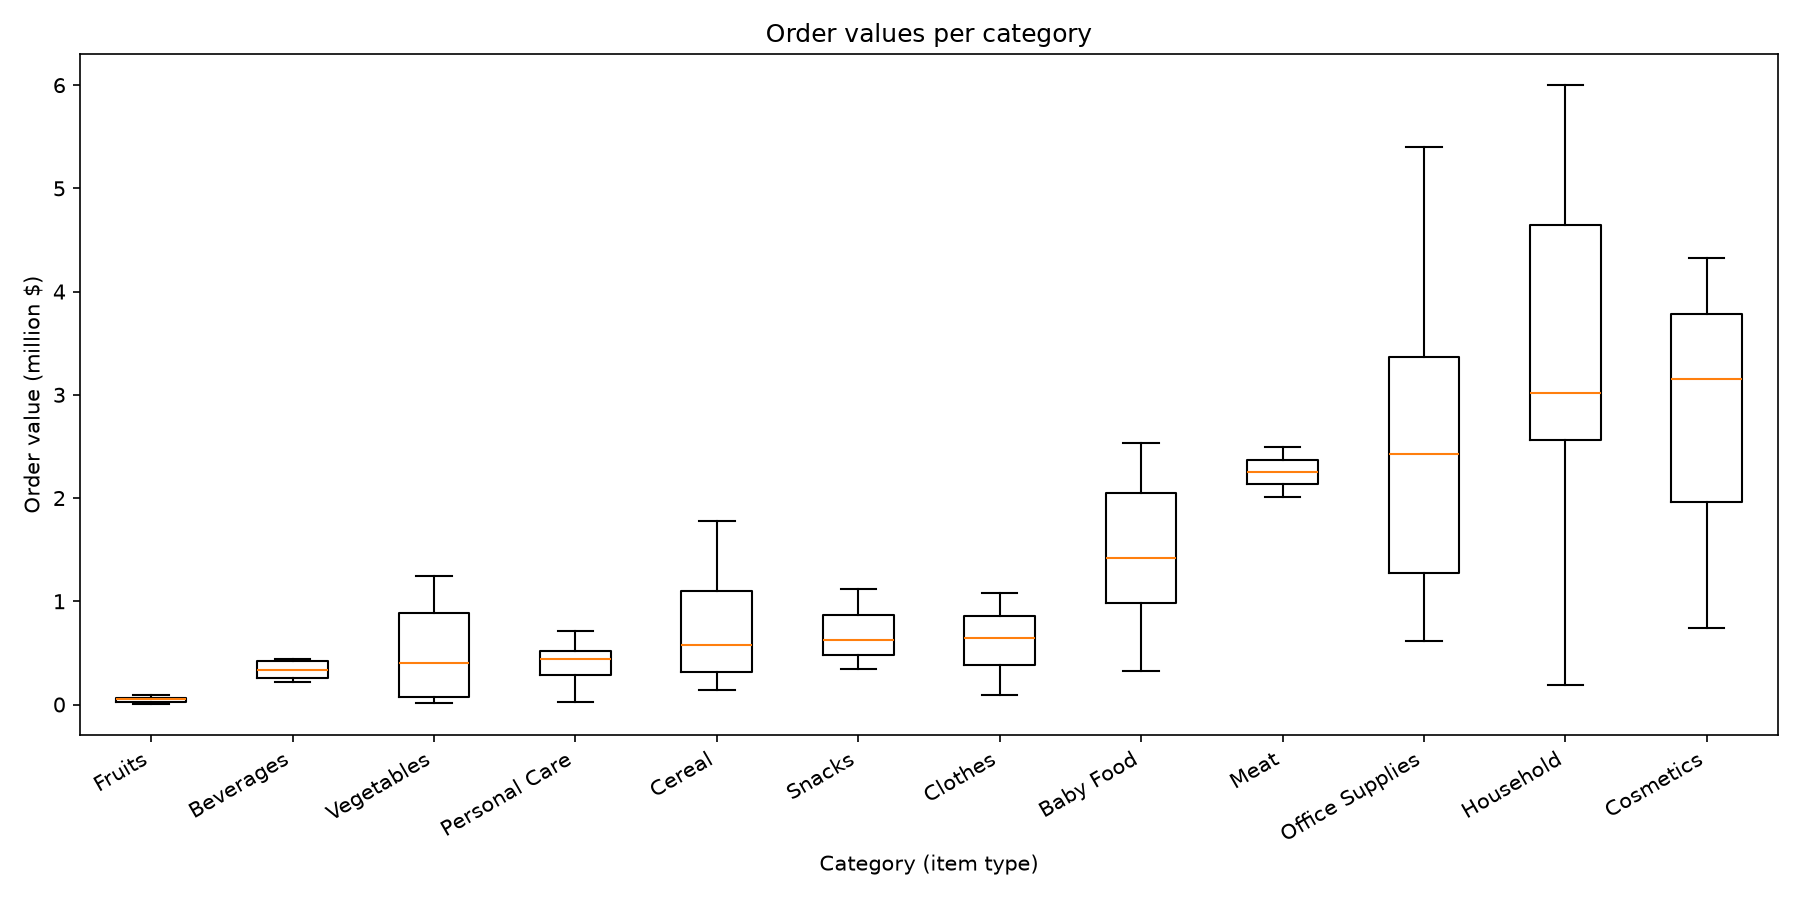 Order values per category
Order value (million $)
6
5
4
3
2
1
0
Fruits
Beverages
Vegetables
Personal Care
Cereal
Snacks
Clothes
Baby Food
Meat
Office Supplies
Household
Cosmetics
Category (item type)